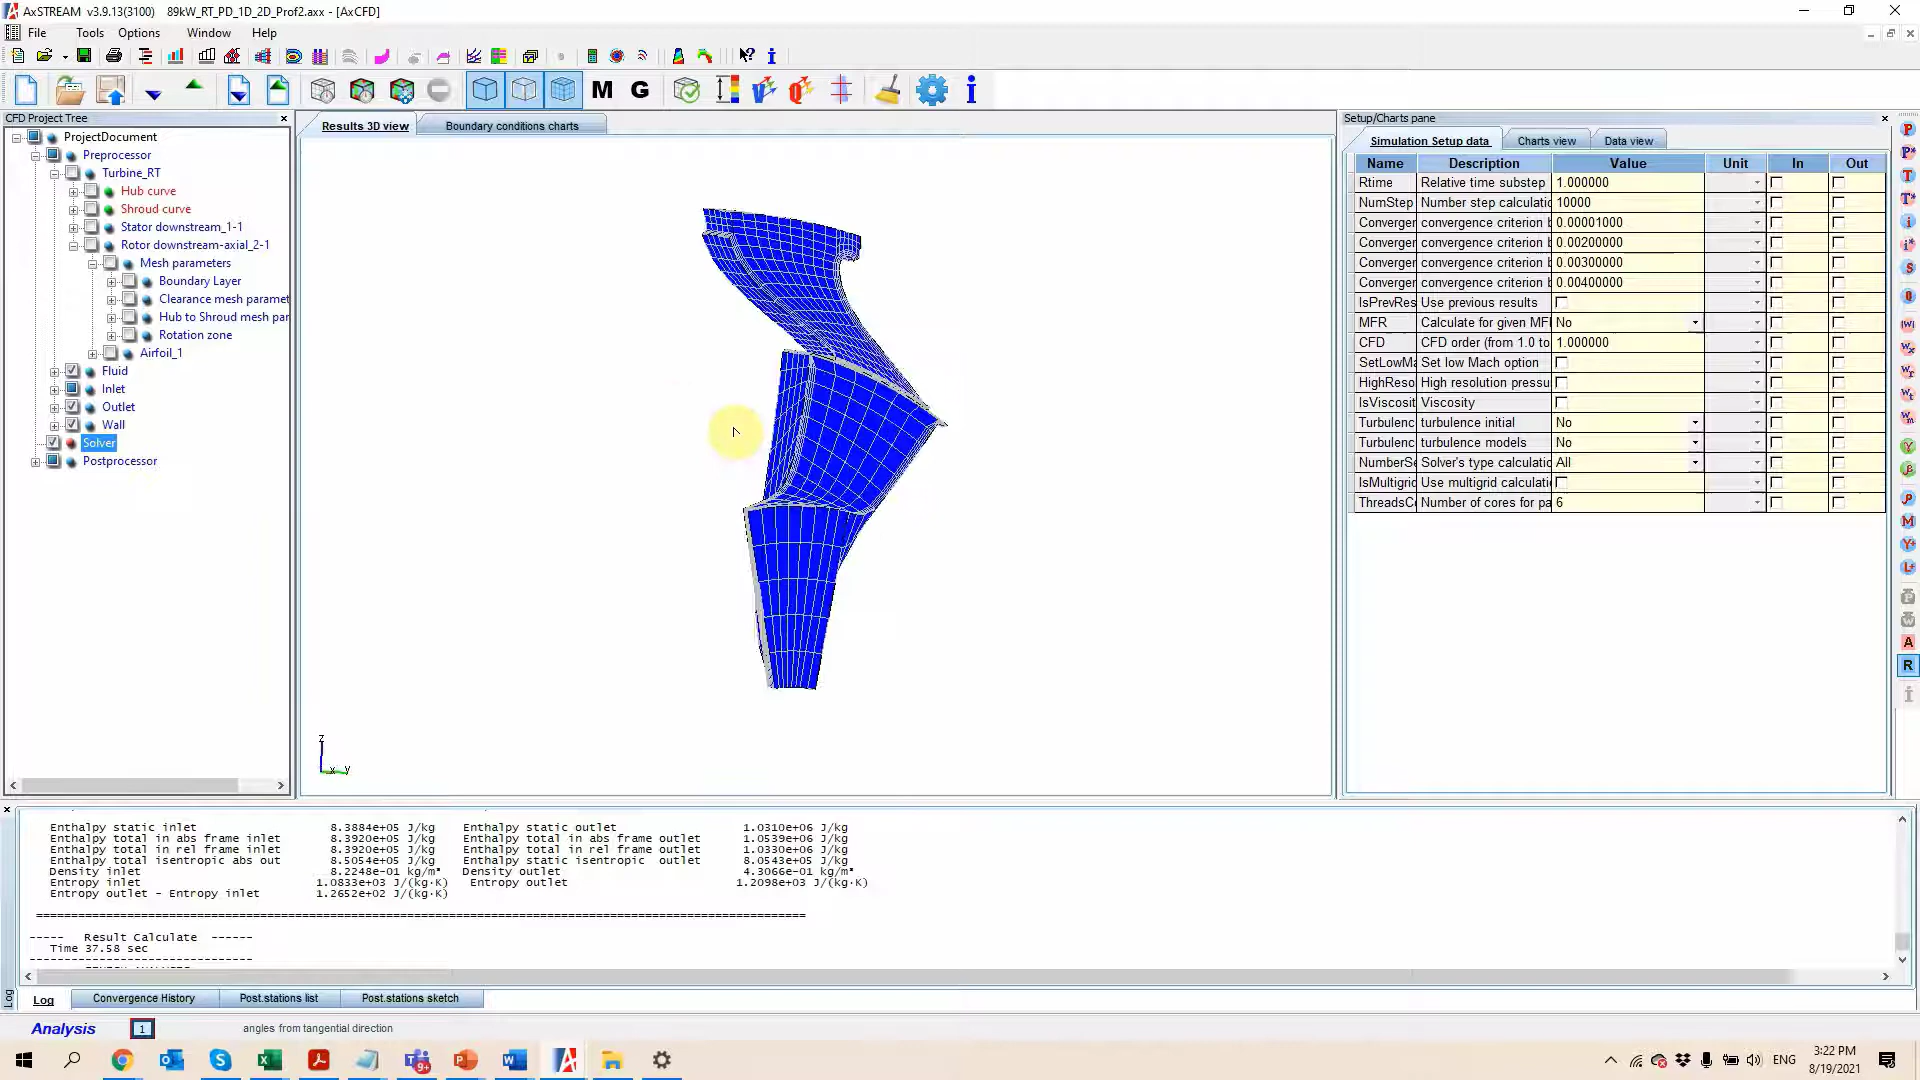 AxSTREAM v3.9.13(3100) 89kW_RT_PD_1D_2D_Prof2.axx - [AxCFD]
File Tools Options Window Help
M G
CFD Project Tree
ProjectDocument
Preprocessor
Turbine_RT
Hub curve
Shroud curve
Stator downstream_1-1
Rotor downstream-axial_2-1
Mesh parameters
Boundary Layer
Clearance mesh paramet
Hub to Shroud mesh par
Rotation zone
Airfoil_1
Fluid
Inlet
Outlet
Wall
Solver
Postprocessor
Results 3D view Boundary conditions charts
z
x y
Setup/Charts pane
Simulation Setup data Charts view Data view
Name Description Value Unit In Out
Rtime Relative time substep 1.000000
NumStep Number step calculatic 10000
Converger convergence criterion b 0.00001000
Converger convergence criterion b 0.00200000
Converger convergence criterion b 0.00300000
Converger convergence criterion b 0.00400000
IsPrevRes Use previous results
MFR Calculate for given MFI No
CFD CFD order (from 1.0 to 1.000000
SetLowMa Set low Mach option
HighReso High resolution pressu
IsViscosit Viscosity
Turbulenc turbulence initial No
Turbulenc turbulence models No
NumberSe Solver's type calculatic All
IsMultigric Use multigrid calculati
ThreadsCo Number of cores for pa 6
Enthalpy static inlet 8.3884e+05 J/kg Enthalpy static outlet 1.0310e+06 J/kg
Enthalpy total in abs frame inlet 8.3920e+05 J/kg Enthalpy total in abs frame outlet 1.0539e+06 J/kg
Enthalpy total in rel frame inlet 8.3920e+05 J/kg Enthalpy total in rel frame outlet 1.0330e+06 J/kg
Enthalpy total isentropic abs out 8.5054e+05 J/kg Enthalpy static isentropic outlet 8.0543e+05 J/kg
Density inlet 8.2248e-01 kg/m³ Density outlet 4.3066e-01 kg/m³
Entropy inlet 1.0833e+03 J/(kg·K) Entropy outlet 1.2098e+03 J/(kg·K)
Entropy outlet - Entropy inlet 1.2652e+02 J/(kg·K)
----- Result Calculate ------
Time 37.58 sec
Log
Log Convergence History Post.stations list Post.stations sketch
Analysis 1 angles from tangential direction
9+
ENG
3:22 PM
8/19/2021